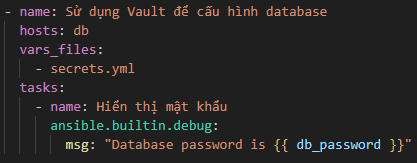 - name: Sử dụng Vault để cấu hình database
  hosts: db
  vars_files:
    - secrets.yml
  tasks:
    - name: Hiển thị mật khẩu
      ansible.builtin.debug:
        msg: "Database password is {{ db_password }}"